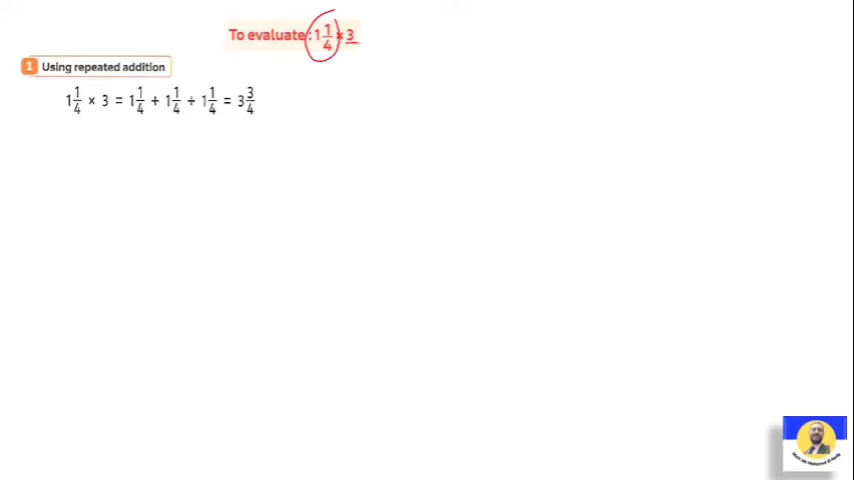 To evaluate : 1 1/4 × 3
1 Using repeated addition
1 1/4 × 3 = 1 1/4 + 1 1/4 + 1 1/4 = 3 3/4